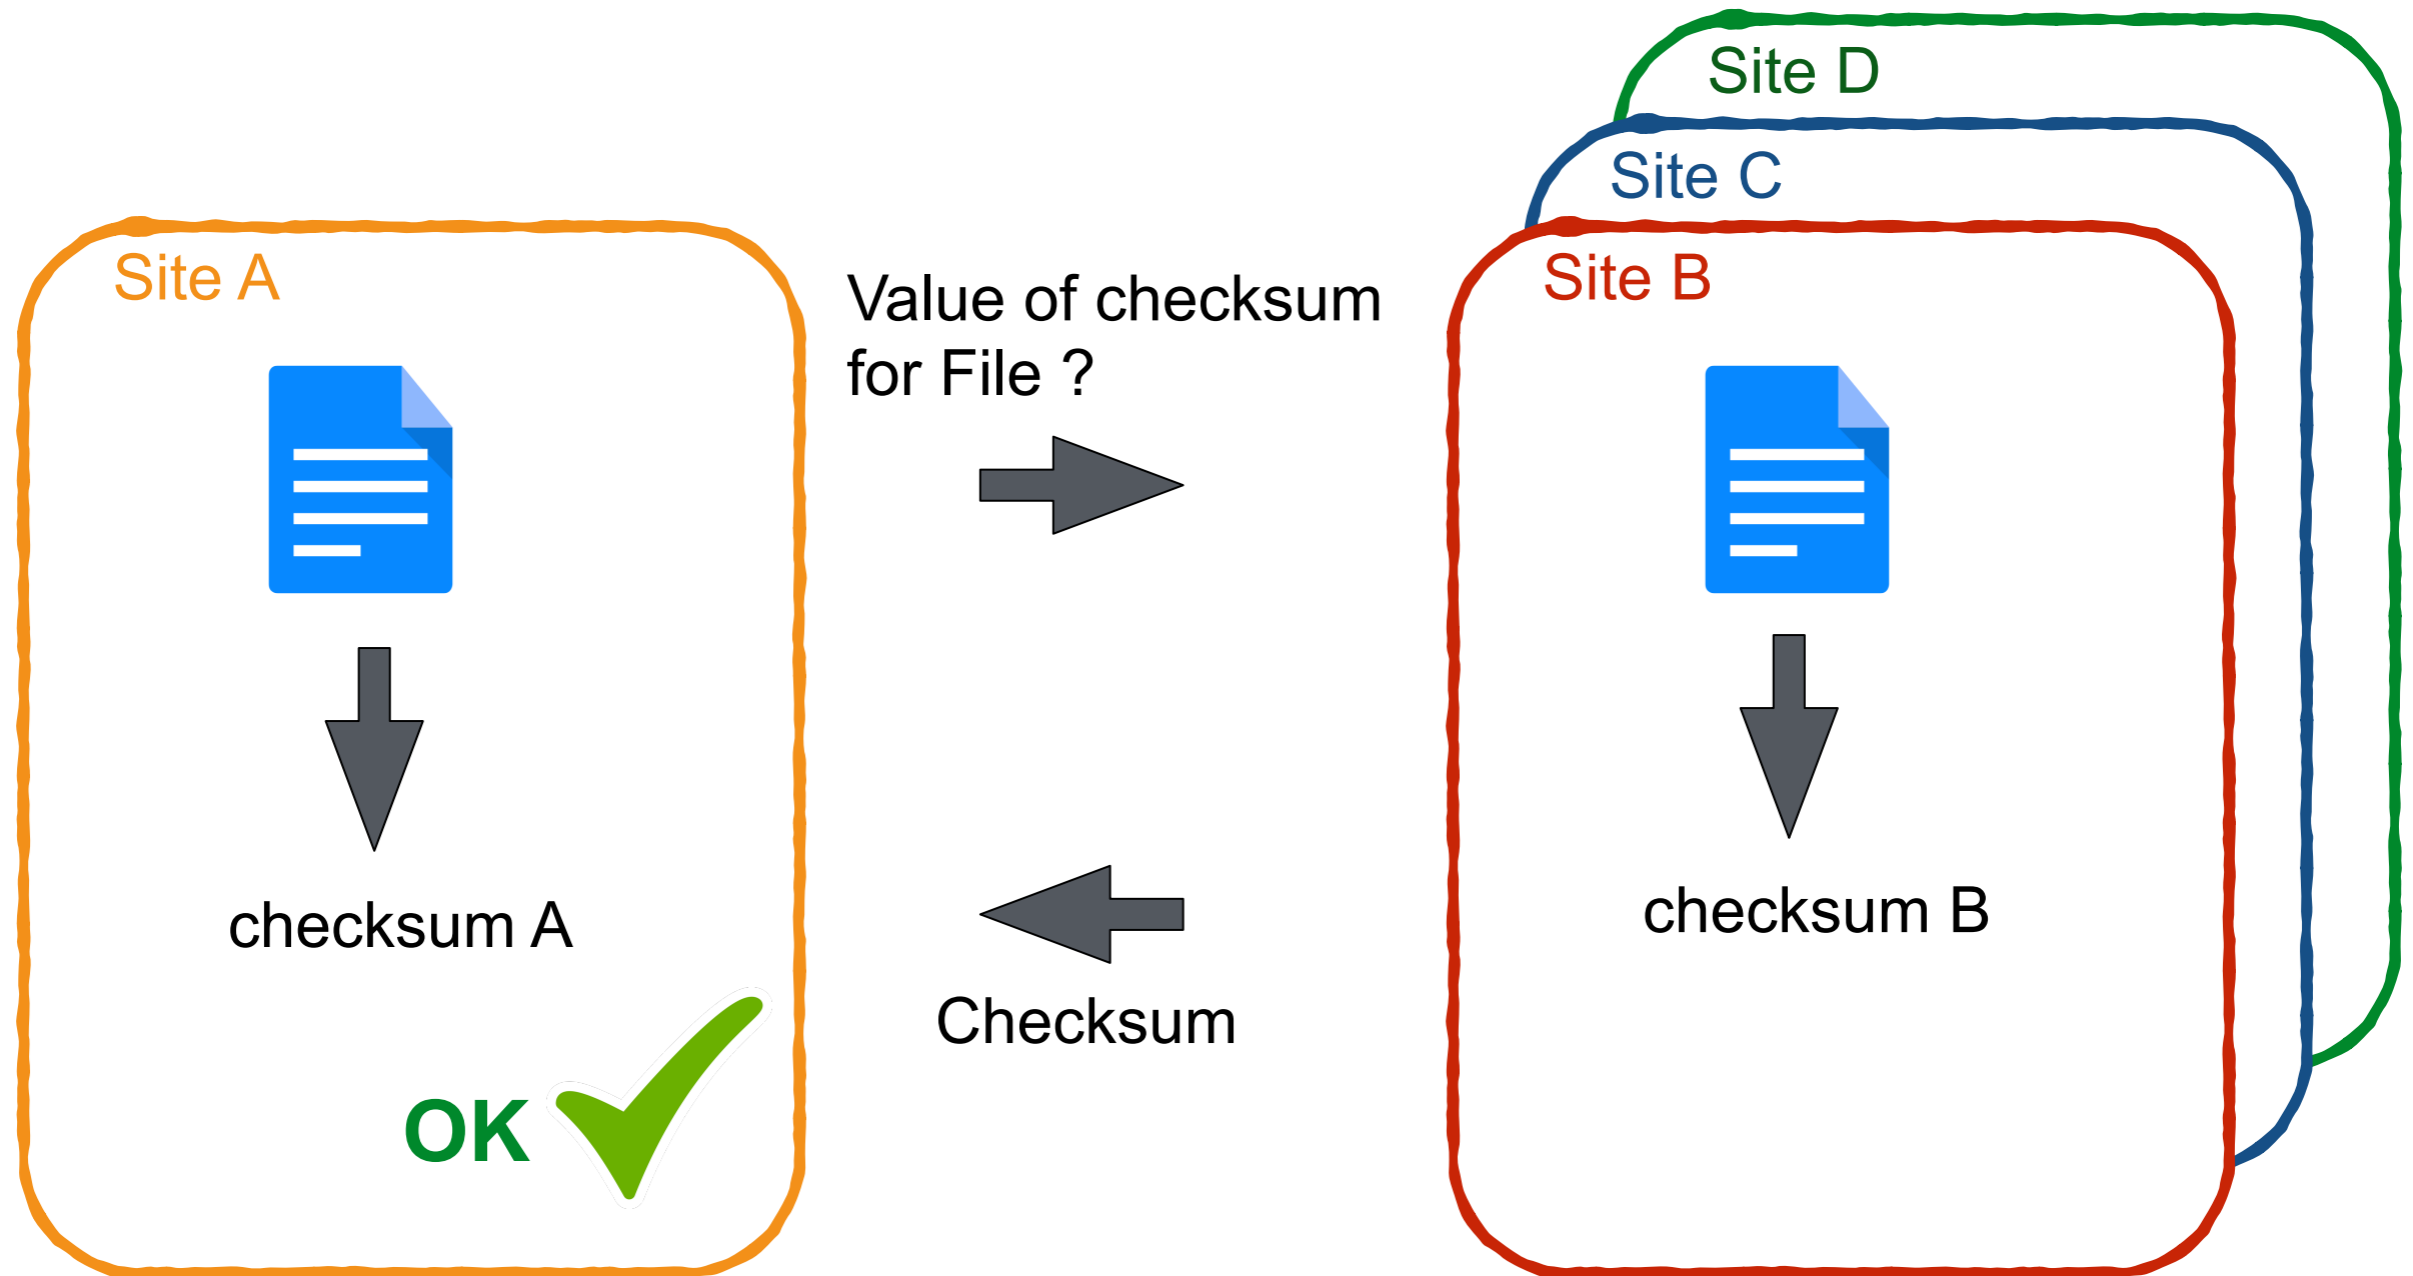 Site D
Site C
Site A
Site B
Value of checksum
for File ?
checksum A
checksum B
Checksum
OK